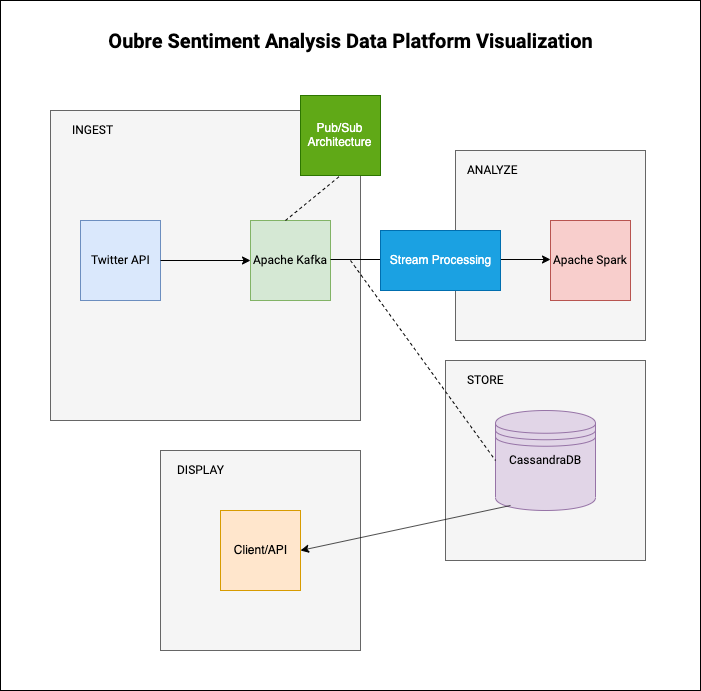 Oubre Sentiment Analysis Data Platform Visualization
INGEST
Pub/Sub
Architecture
ANALYZE
Twitter API
Apache Kafka
Stream Processing
Apache Spark
STORE
CassandraDB
DISPLAY
Client/API